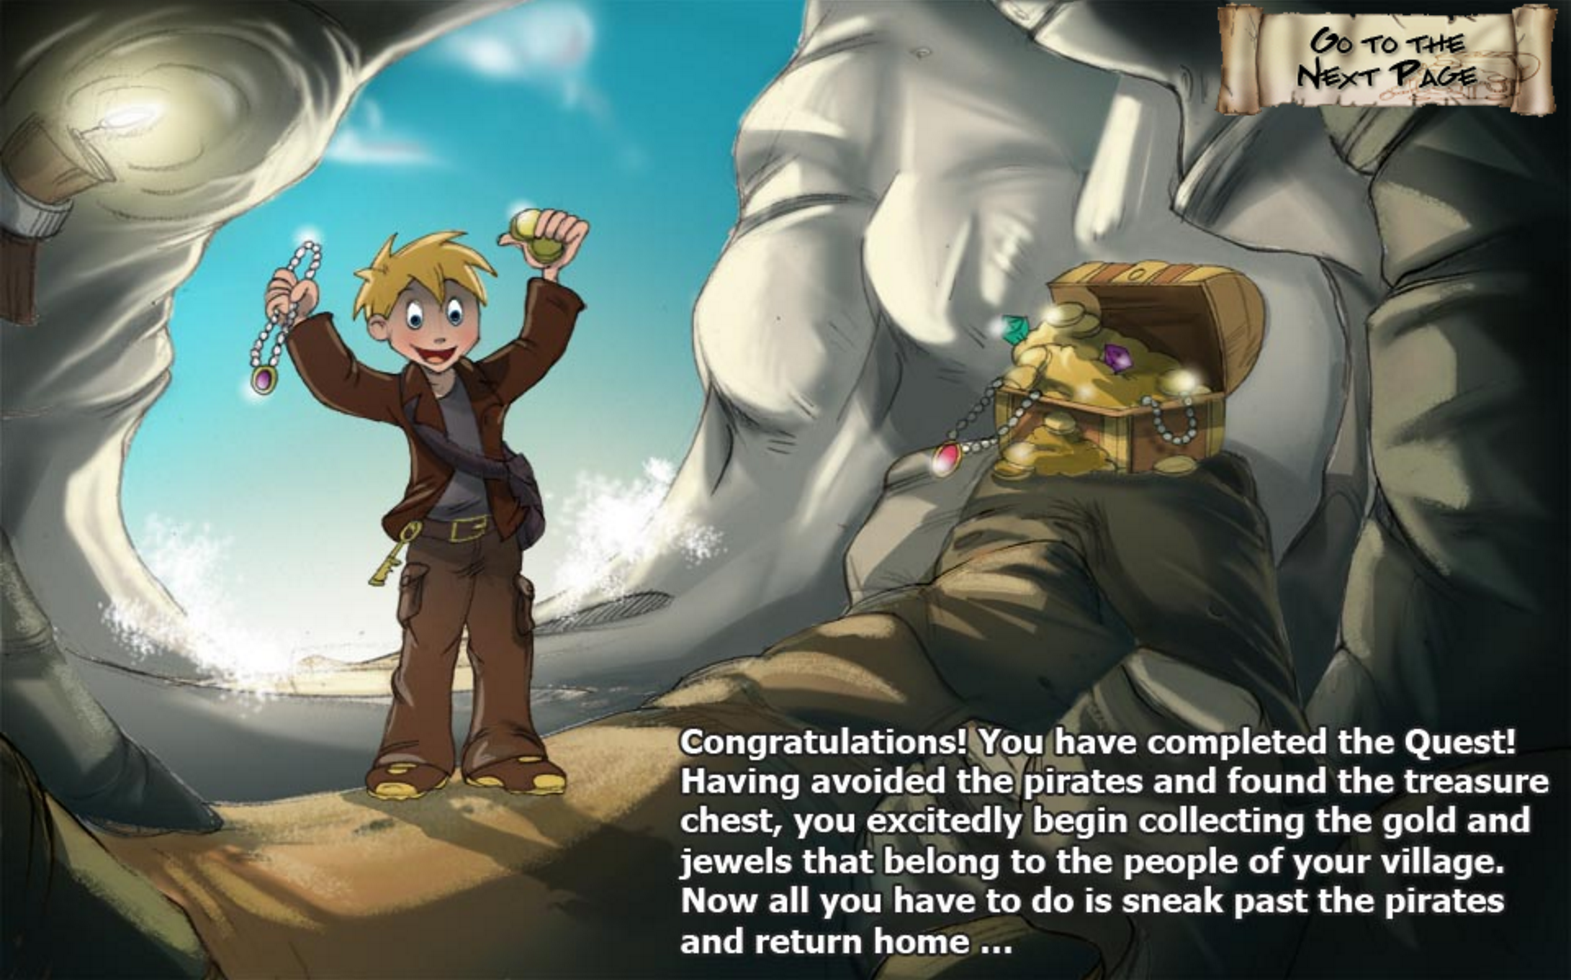 Go to the
Next Page
Congratulations! You have completed the Quest!
Having avoided the pirates and found the treasure
chest, you excitedly begin collecting the gold and
jewels that belong to the people of your village.
Now all you have to do is sneak past the pirates
and return home ...